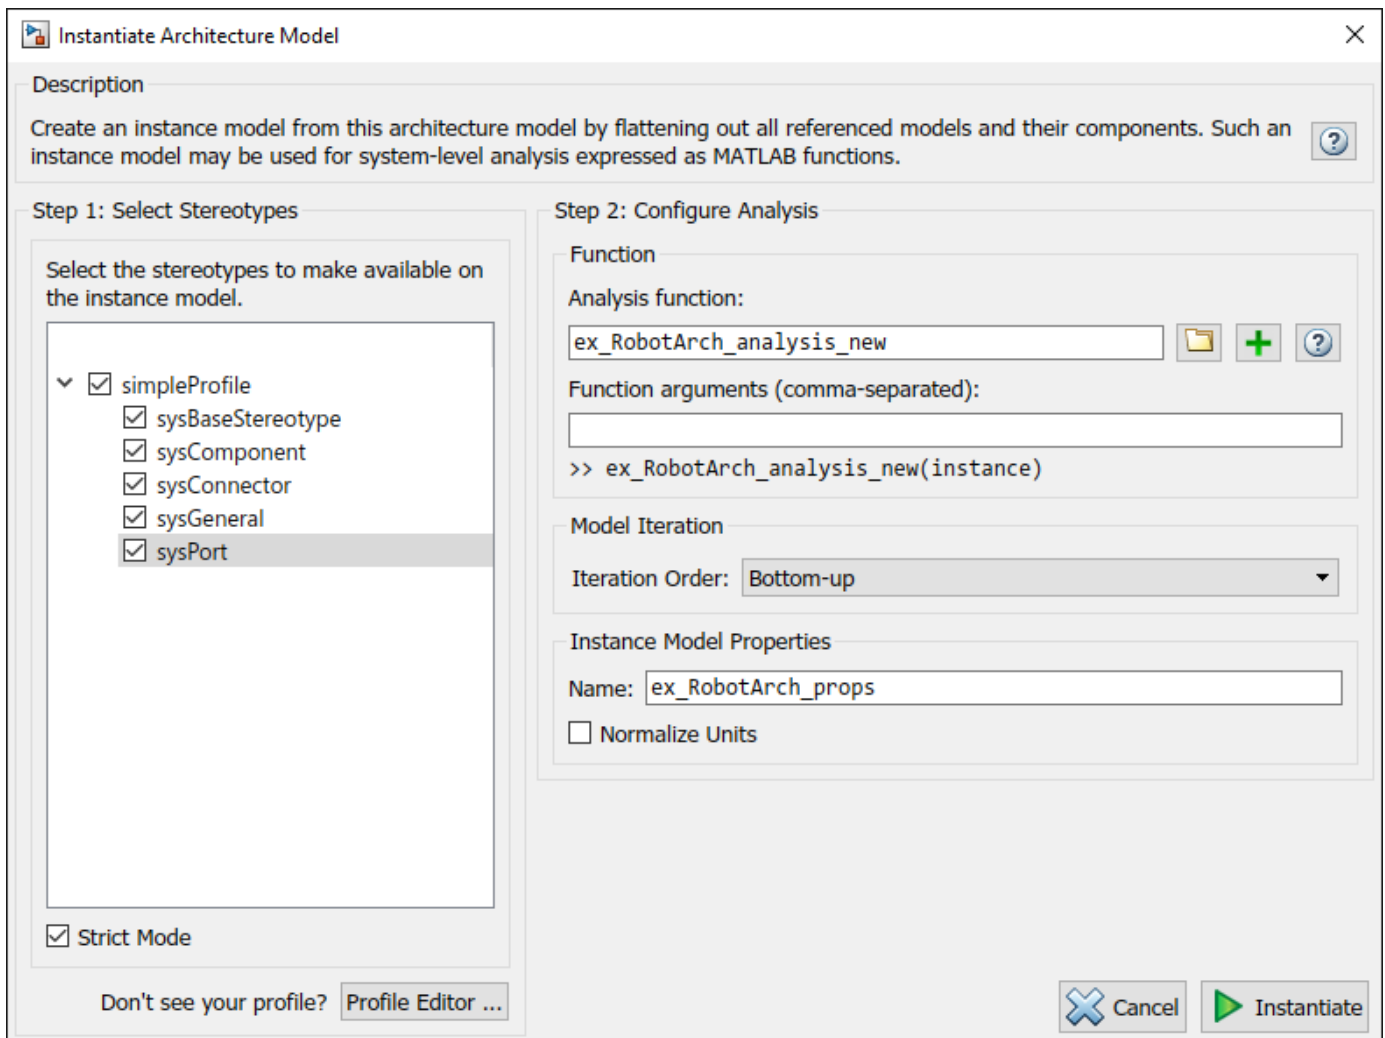 Instantiate Architecture Model
Description
Create an instance model from this architecture model by flattening out all referenced models and their components. Such an
instance model may be used for system-level analysis expressed as MATLAB functions.
Step 1: Select Stereotypes
Select the stereotypes to make available on
the instance model.
simpleProfile
sysBaseStereotype
sysComponent
sysConnector
sysGeneral
sysPort
Strict Mode
Don't see your profile?
Profile Editor ...
Step 2: Configure Analysis
Function
Analysis function:
ex_RobotArch_analysis_new
Function arguments (comma-separated):
>> ex_RobotArch_analysis_new(instance)
Model Iteration
Iteration Order:
Bottom-up
Instance Model Properties
Name:
ex_RobotArch_props
Normalize Units
Cancel
Instantiate